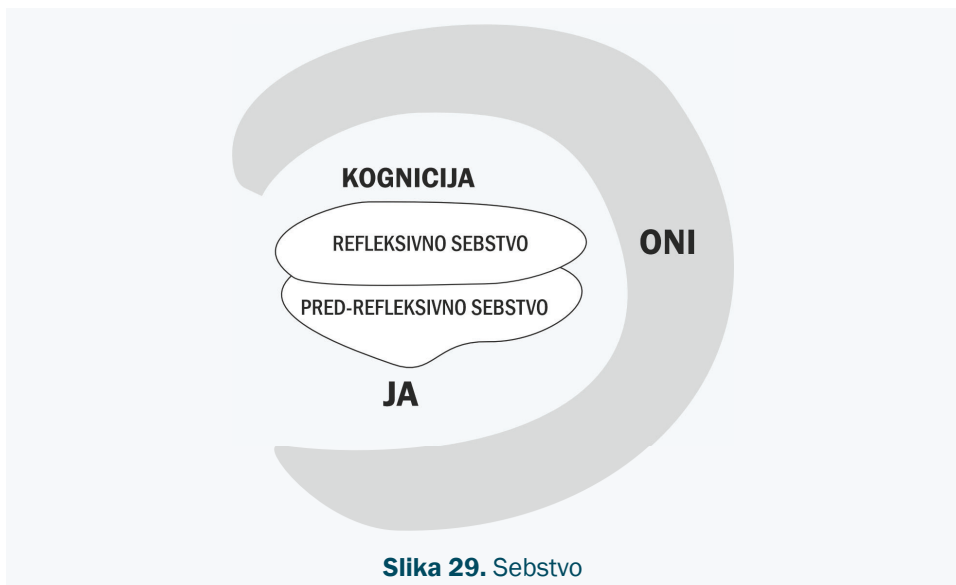 KOGNICIJA
REFLEKSIVNO SEBSTVO
ONI
PRED-REFLEKSIVNO SEBSTVO
JA
Slika 29. Sebstvo